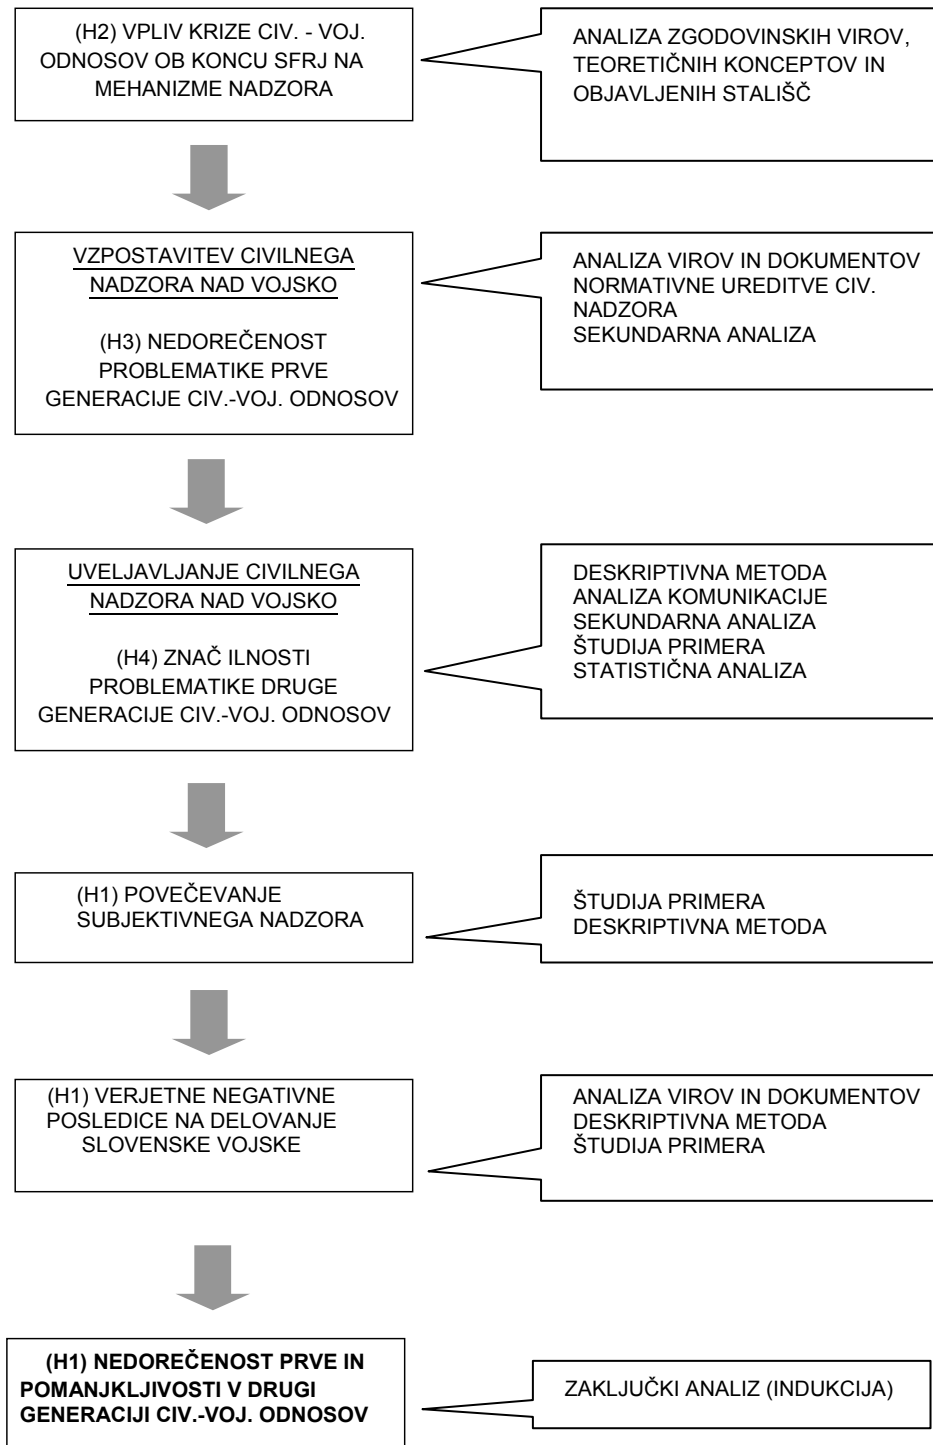 (H2) VPLIV KRIZE CIV. - VOJ.
ODNOSOV OB KONCU SFRJ NA
MEHANIZME NADZORA
ANALIZA ZGODOVINSKIH VIROV,
TEORETIČNIH KONCEPTOV IN
OBJAVLJENIH STALIŠČ
VZPOSTAVITEV CIVILNEGA
NADZORA NAD VOJSKO
(H3) NEDOREČENOST
PROBLEMATIKE PRVE
GENERACIJE CIV.-VOJ. ODNOSOV
ANALIZA VIROV IN DOKUMENTOV
NORMATIVNE UREDITVE CIV.
NADZORA
SEKUNDARNA ANALIZA
UVELJAVLJANJE CIVILNEGA
NADZORA NAD VOJSKO
(H4) ZNAČ ILNOSTI
PROBLEMATIKE DRUGE
GENERACIJE CIV.-VOJ. ODNOSOV
DESKRIPTIVNA METODA
ANALIZA KOMUNIKACIJE
SEKUNDARNA ANALIZA
ŠTUDIJA PRIMERA
STATISTIČNA ANALIZA
(H1) POVEČEVANJE
SUBJEKTIVNEGA NADZORA
ŠTUDIJA PRIMERA
DESKRIPTIVNA METODA
(H1) VERJETNE NEGATIVNE
POSLEDICE NA DELOVANJE
SLOVENSKE VOJSKE
ANALIZA VIROV IN DOKUMENTOV
DESKRIPTIVNA METODA
ŠTUDIJA PRIMERA
(H1) NEDOREČENOST PRVE IN
POMANJKLJIVOSTI V DRUGI
GENERACIJI CIV.-VOJ. ODNOSOV
ZAKLJUČKI ANALIZ (INDUKCIJA)